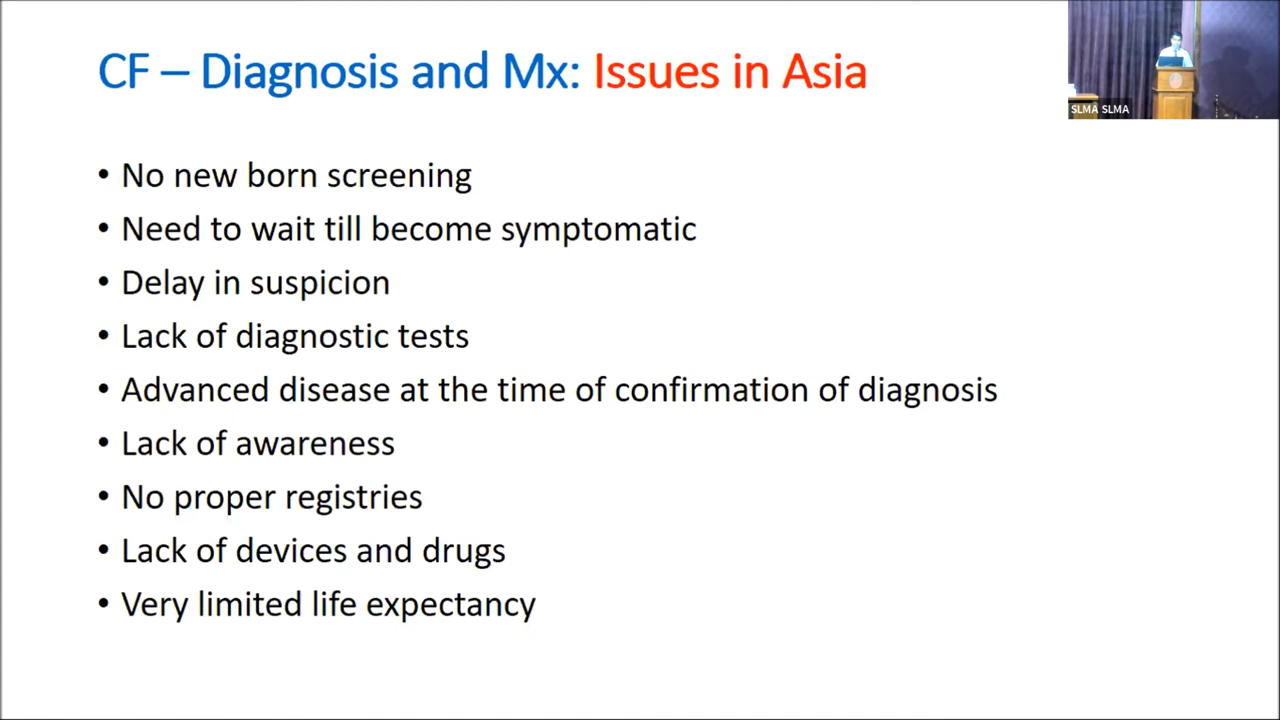 CF – Diagnosis and Mx: Issues in Asia
SLMA SLMA
• No new born screening
• Need to wait till become symptomatic
• Delay in suspicion
• Lack of diagnostic tests
• Advanced disease at the time of confirmation of diagnosis
• Lack of awareness
• No proper registries
• Lack of devices and drugs
• Very limited life expectancy